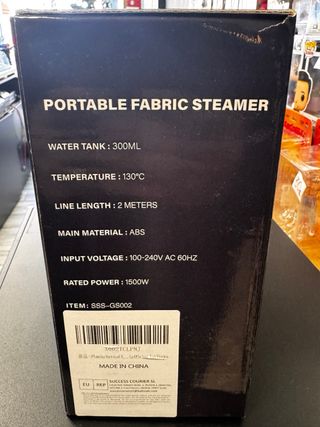 PORTABLE FABRIC STEAMER
WATER TANK : 300ML
TEMPERATURE : 130℃
LINE LENGTH : 2 METERS
MAIN MATERIAL : ABS
INPUT VOLTAGE : 100-240V AC 60HZ
RATED POWER : 1500W
ITEM: SSS-GS002
MADE IN CHINA
EU REP
SUCCESS COURIER SL